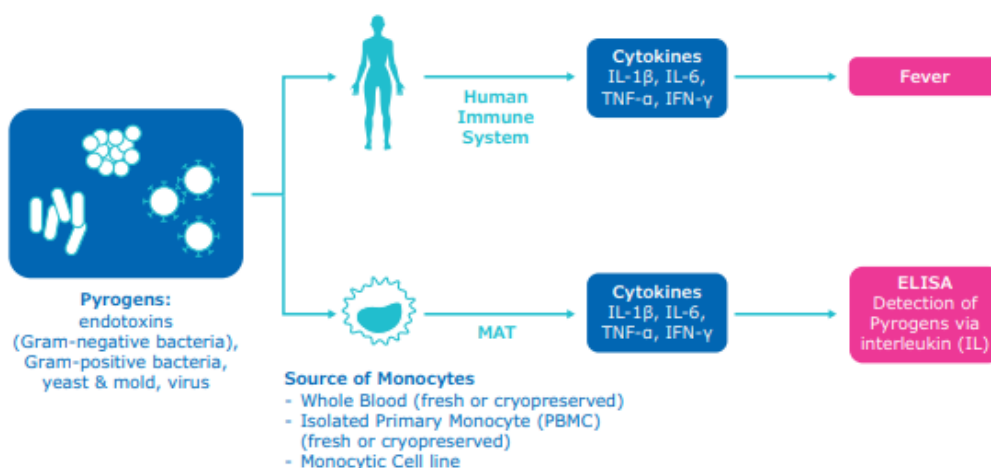 Human
Immune
System
Cytokines
IL-1β, IL-6,
TNF-α, IFN-γ
Fever
Pyrogens:
endotoxins
(Gram-negative bacteria),
Gram-positive bacteria,
yeast & mold, virus
MAT
Cytokines
IL-1β, IL-6,
TNF-α, IFN-γ
ELISA
Detection of
Pyrogens via
interleukin (IL)
Source of Monocytes
- Whole Blood (fresh or cryopreserved)
- Isolated Primary Monocyte (PBMC)
(fresh or cryopreserved)
- Monocytic Cell line